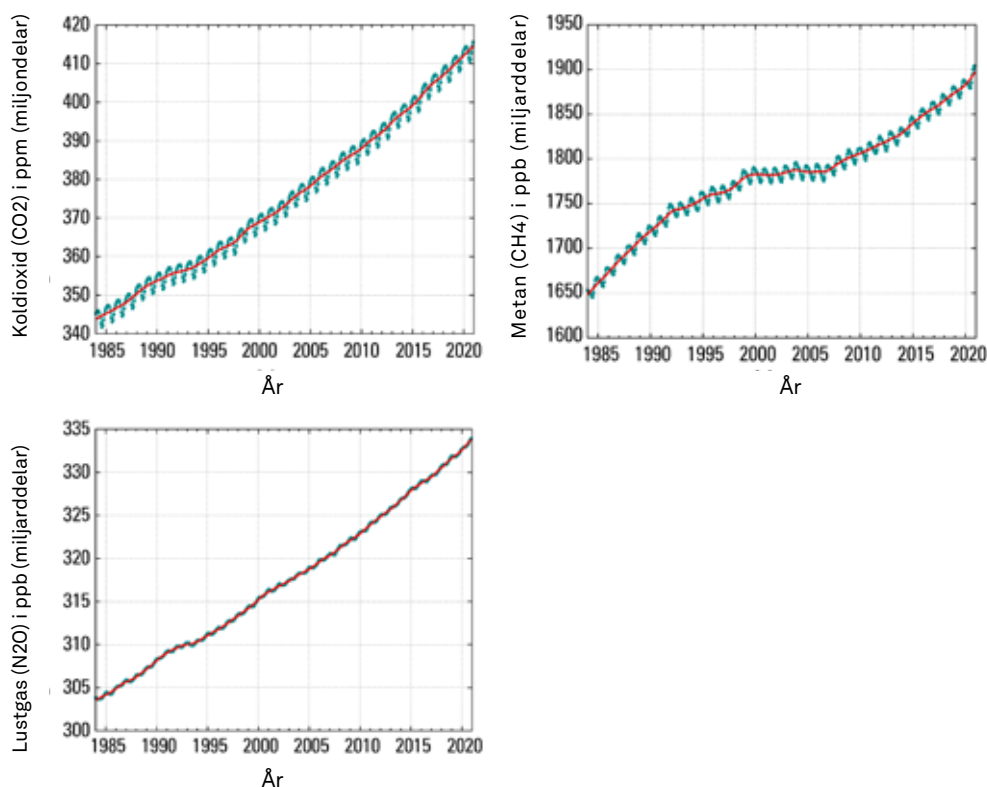 Koldioxid (CO2) i ppm (miljondelar)
420
410
400
390
380
370
360
350
340
1985 1990 1995 2000 2005 2010 2015 2020
År
Metan (CH4) i ppb (miljarddelar)
1950
1900
1850
1800
1750
1700
1650
1600
1985 1990 1995 2000 2005 2010 2015 2020
År
Lustgas (N2O) i ppb (miljarddelar)
335
330
325
320
315
310
305
300
1985 1990 1995 2000 2005 2010 2015 2020
År